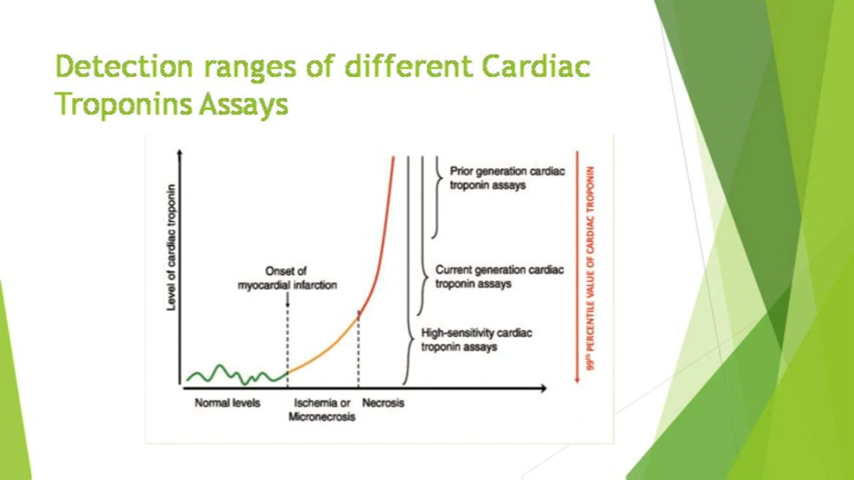 Detection ranges of different Cardiac
Troponins Assays
Level of cardiac troponin
Onset of
myocardial infarction
Prior generation cardiac
troponin assays
Current generation cardiac
troponin assays
High-sensitivity cardiac
troponin assays
99th PERCENTILE VALUE OF CARDIAC TROPONIN
Normal levels
Ischemia or
Micronecrosis
Necrosis